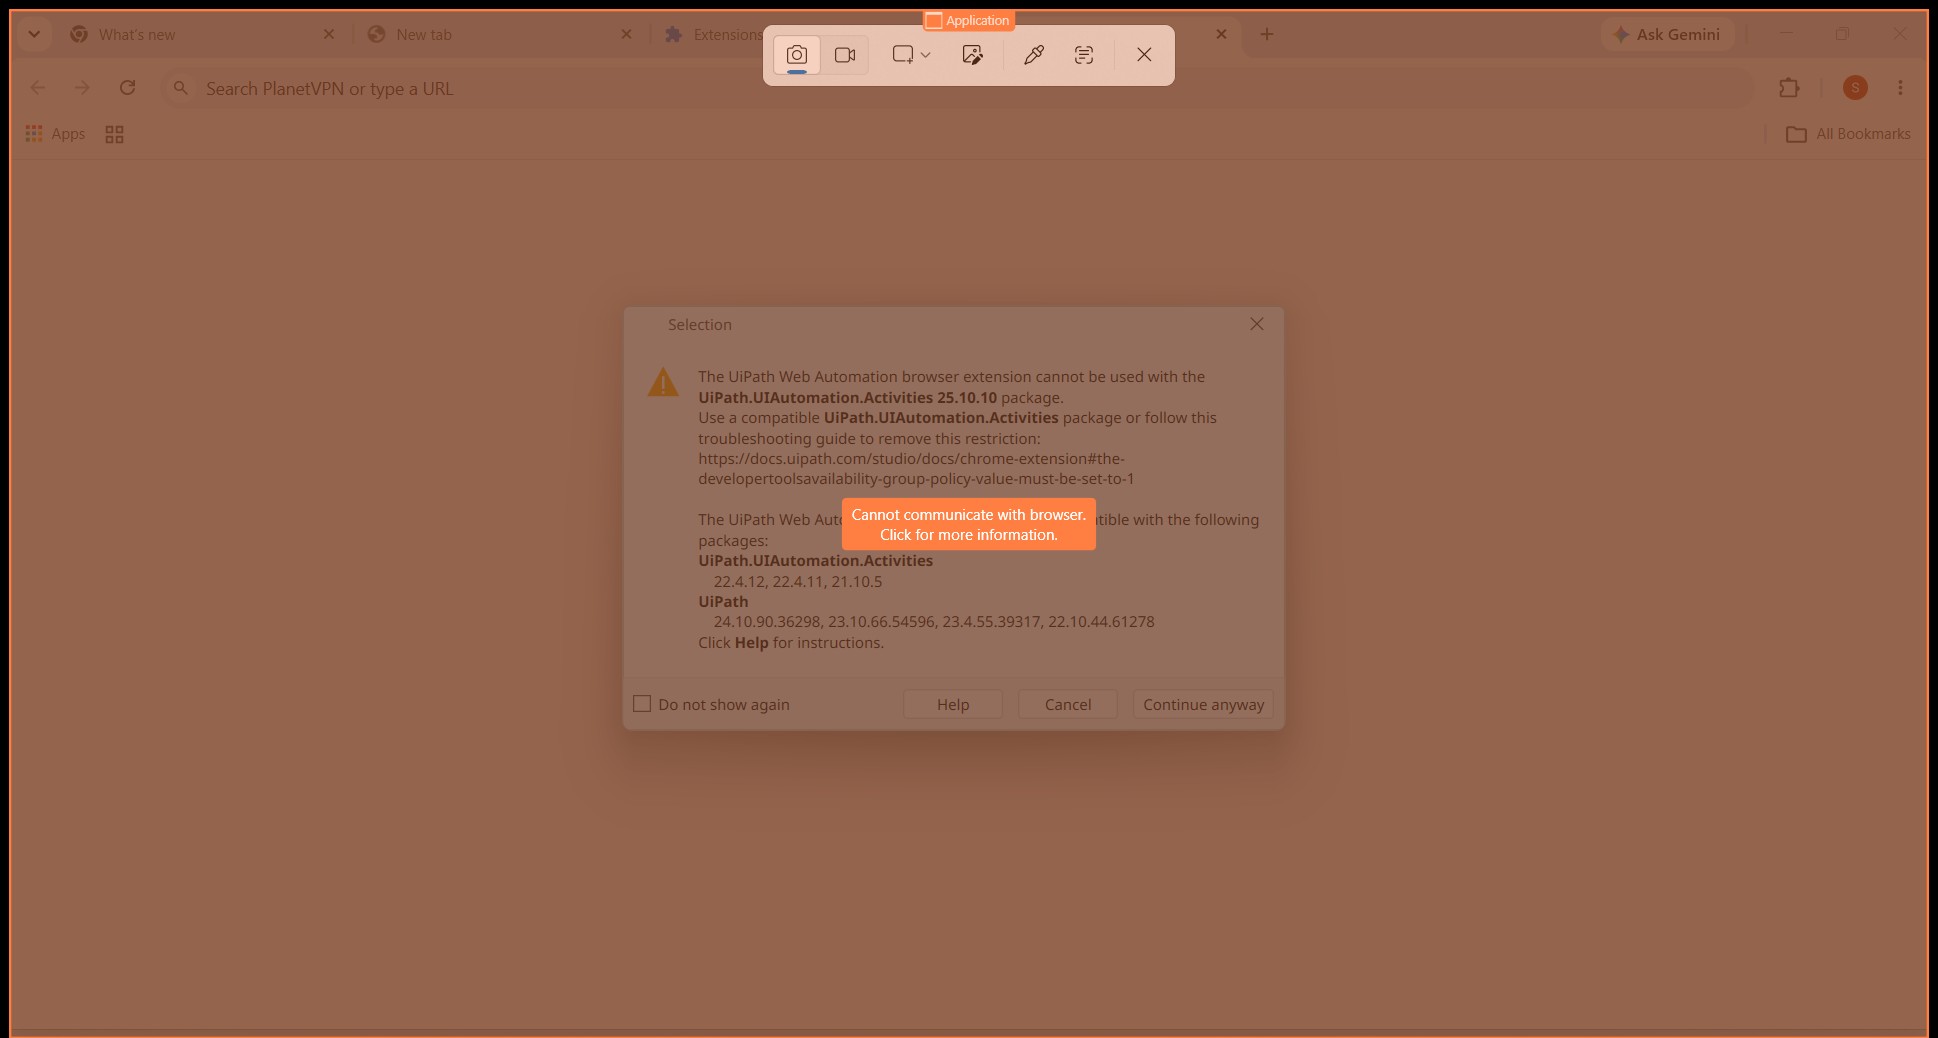 Application
What's new
New tab
Extensions
Ask Gemini
Search PlanetVPN or type a URL
S
Apps
All Bookmarks
Selection
The UiPath Web Automation browser extension cannot be used with the
UiPath.UIAutomation.Activities 25.10.10 package.
Use a compatible UiPath.UIAutomation.Activities package or follow this
troubleshooting guide to remove this restriction:
https://docs.uipath.com/studio/docs/chrome-extension#the-
developertoolsavailability-group-policy-value-must-be-set-to-1
Cannot communicate with browser.
Click for more information.
The UiPath Web with the following
packages:
UiPath.UIAutomation.Activities
22.4.12, 22.4.11, 21.10.5
UiPath
24.10.90.36298, 23.10.66.54596, 23.4.55.39317, 22.10.44.61278
Click Help for instructions.
Do not show again
Help
Cancel
Continue anyway